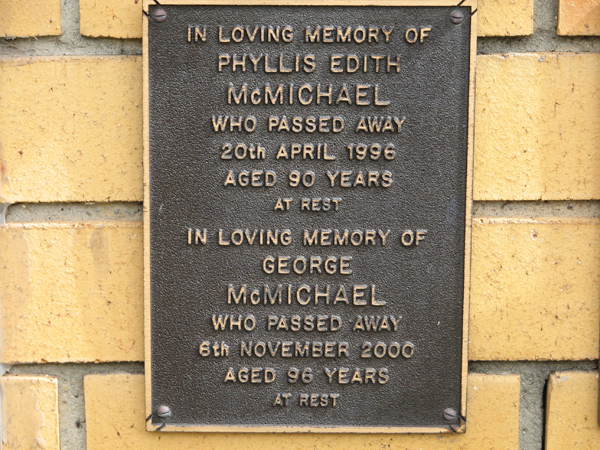 IN LOVING MEMORY OF
PHYLLIS EDITH
McMICHAEL
WHO PASSED AWAY
20th APRIL 1996
AGED 90 YEARS
AT REST
IN LOVING MEMORY OF
GEORGE
McMICHAEL
WHO PASSED AWAY
6th NOVEMBER 2000
AGED 96 YEARS
AT REST